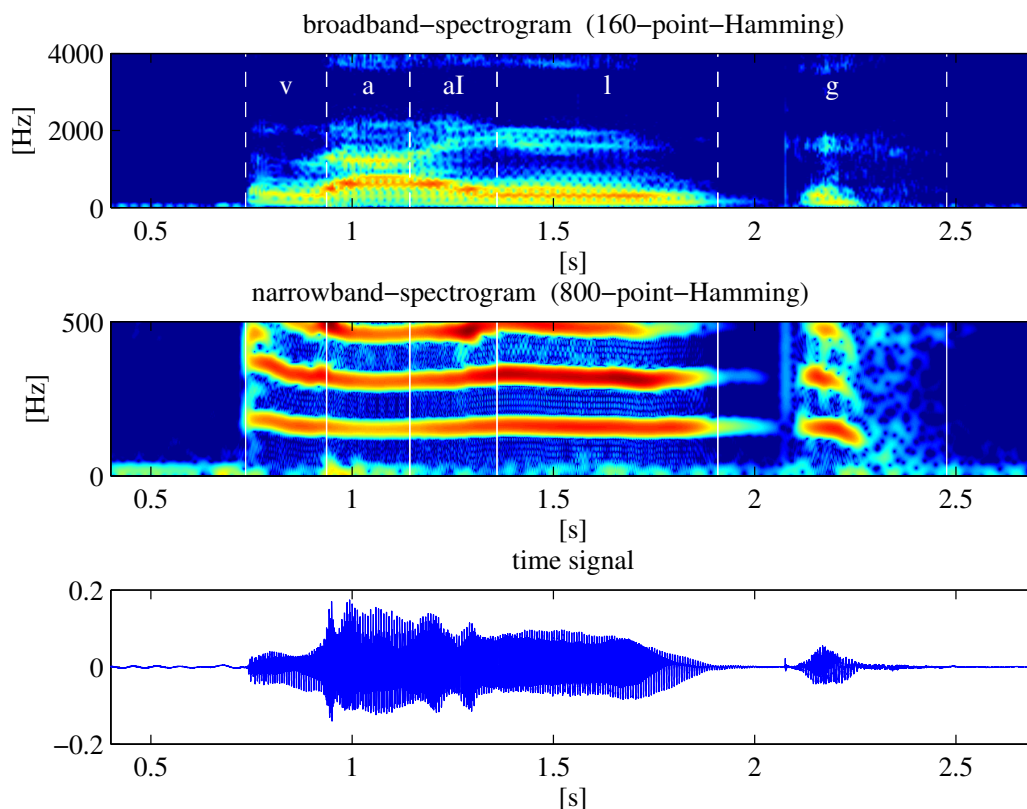 broadband−spectrogram (160−point−Hamming)
4000
2000
0
[Hz]
v a aI l g
0.5 1 1.5 2 2.5
[s]
narrowband−spectrogram (800−point−Hamming)
500
0
[Hz]
0.5 1 1.5 2 2.5
[s]
time signal
0.2
0
−0.2
0.5 1 1.5 2 2.5
[s]